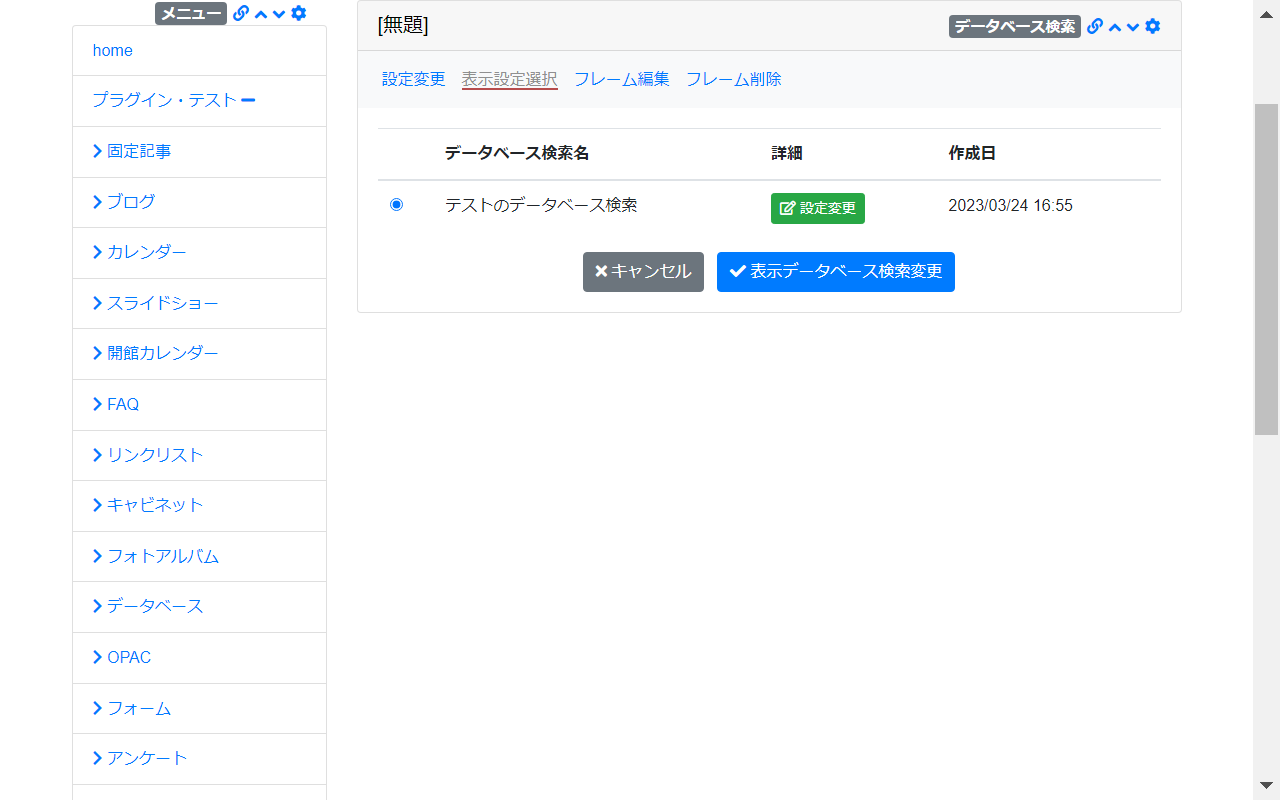 メニュー
home
プラグイン・テスト
固定記事
ブログ
カレンダー
スライドショー
開館カレンダー
FAQ
リンクリスト
キャビネット
フォトアルバム
データベース
OPAC
フォーム
アンケート
[無題] データベース検索
設定変更 表示設定選択 フレーム編集 フレーム削除
データベース検索名 詳細 作成日
テストのデータベース検索 設定変更 2023/03/24 16:55
キャンセル 表示データベース検索変更